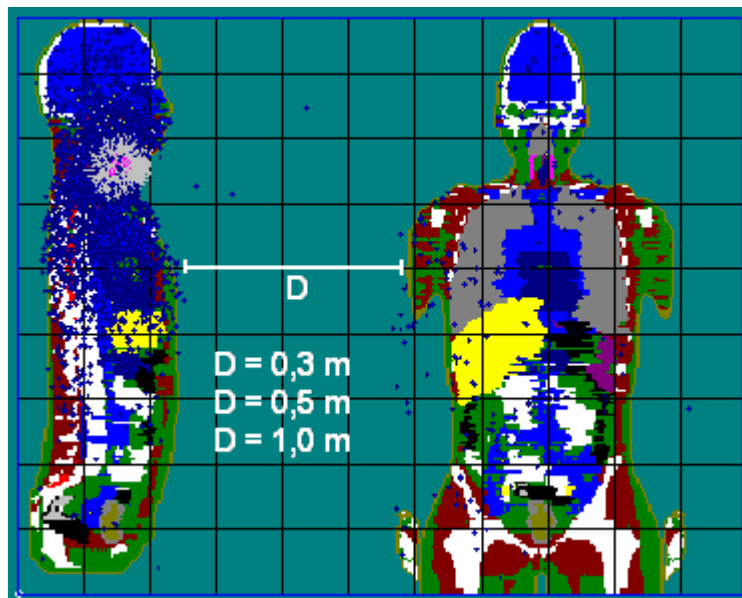 D
D = 0,3 m
D = 0,5 m
D = 1,0 m